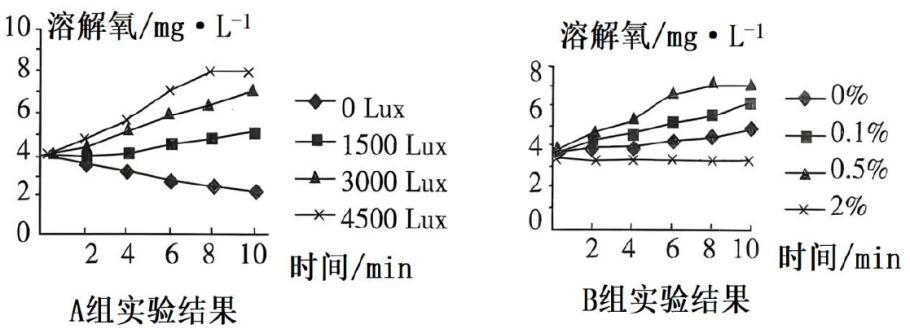 溶解氧/mg·L⁻¹
10
8
6
4
2
0
2 4 6 8 10 时间/min
0 Lux
1500 Lux
3000 Lux
4500 Lux
A组实验结果
溶解氧/mg·L⁻¹
8
6
4
2
0
2 4 6 8 10 时间/min
0%
0.1%
0.5%
2%
B组实验结果